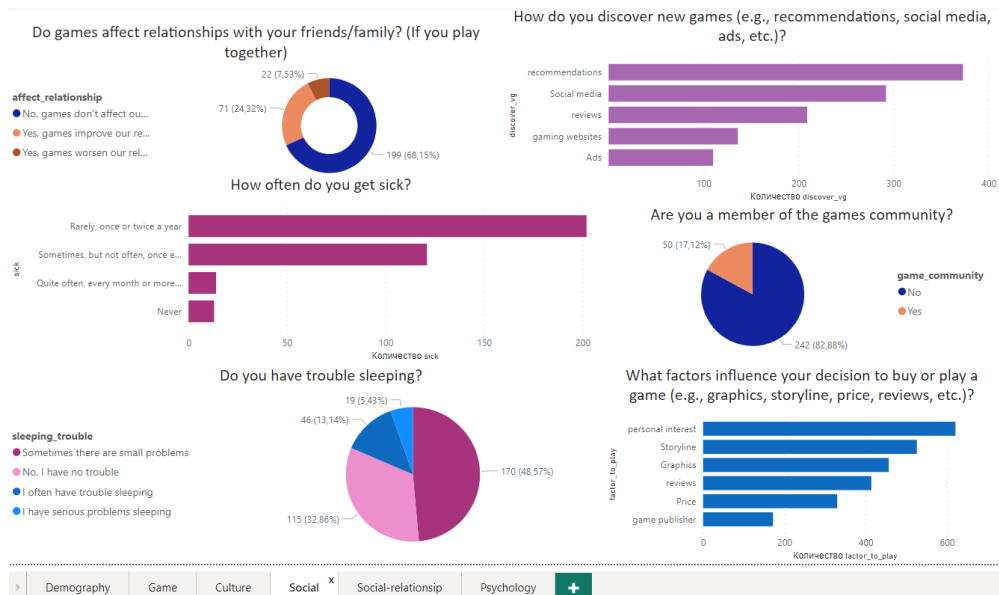 Do games affect relationships with your friends/family? (If you play
together)
22 (7,53%)
71 (24,32%)
199 (68,15%)
affect_relationship
No, games don't affect ou...
Yes, games improve our re...
Yes, games worsen our rel...
How do you discover new games (e.g., recommendations, social media,
ads, etc.)?
discover_vg
recommendations
Social media
reviews
gaming websites
Ads
100
200
300
400
Количество discover_vg
How often do you get sick?
sick
Rarely, once or twice a year
Sometimes, but not often, once e...
Quite often, every month or more...
Never
0
50
100
150
200
Количество sick
Are you a member of the games community?
50 (17,12%)
242 (82,88%)
game_community
No
Yes
Do you have trouble sleeping?
19 (5,43%)
46 (13,14%)
170 (48,57%)
115 (32,86%)
sleeping_trouble
Sometimes there are small problems
No, I have no trouble
I often have trouble sleeping
I have serious problems sleeping
What factors influence your decision to buy or play a
game (e.g., graphics, storyline, price, reviews, etc.)?
factor_to_play
personal interest
Storyline
Graphics
reviews
Price
game publisher
0
200
400
600
Количество factor_to_play
Demography
Game
Culture
Social x
Social-relationsip
Psychology
+